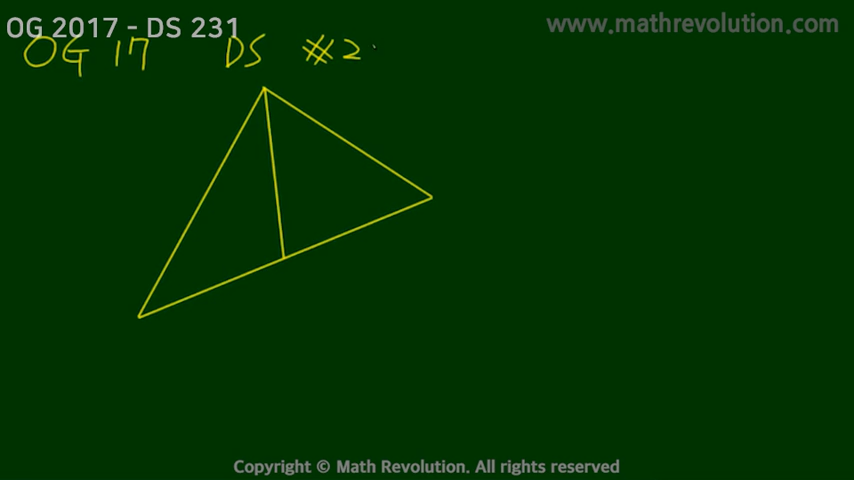 OG 2017 - DS 231
www.mathrevolution.com
OG 17 DS #2
Copyright © Math Revolution. All rights reserved